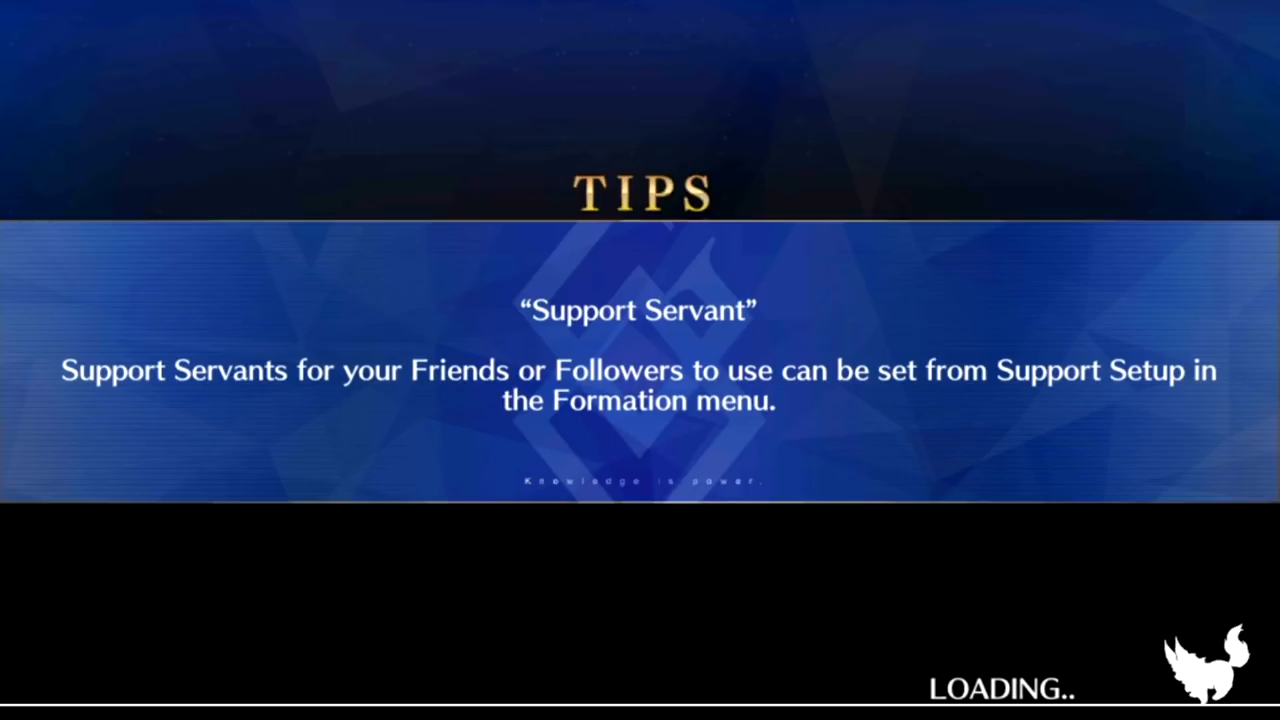 TIPS
“Support Servant”
Support Servants for your Friends or Followers to use can be set from Support Setup in
the Formation menu.
Knowledge is power.
LOADING..